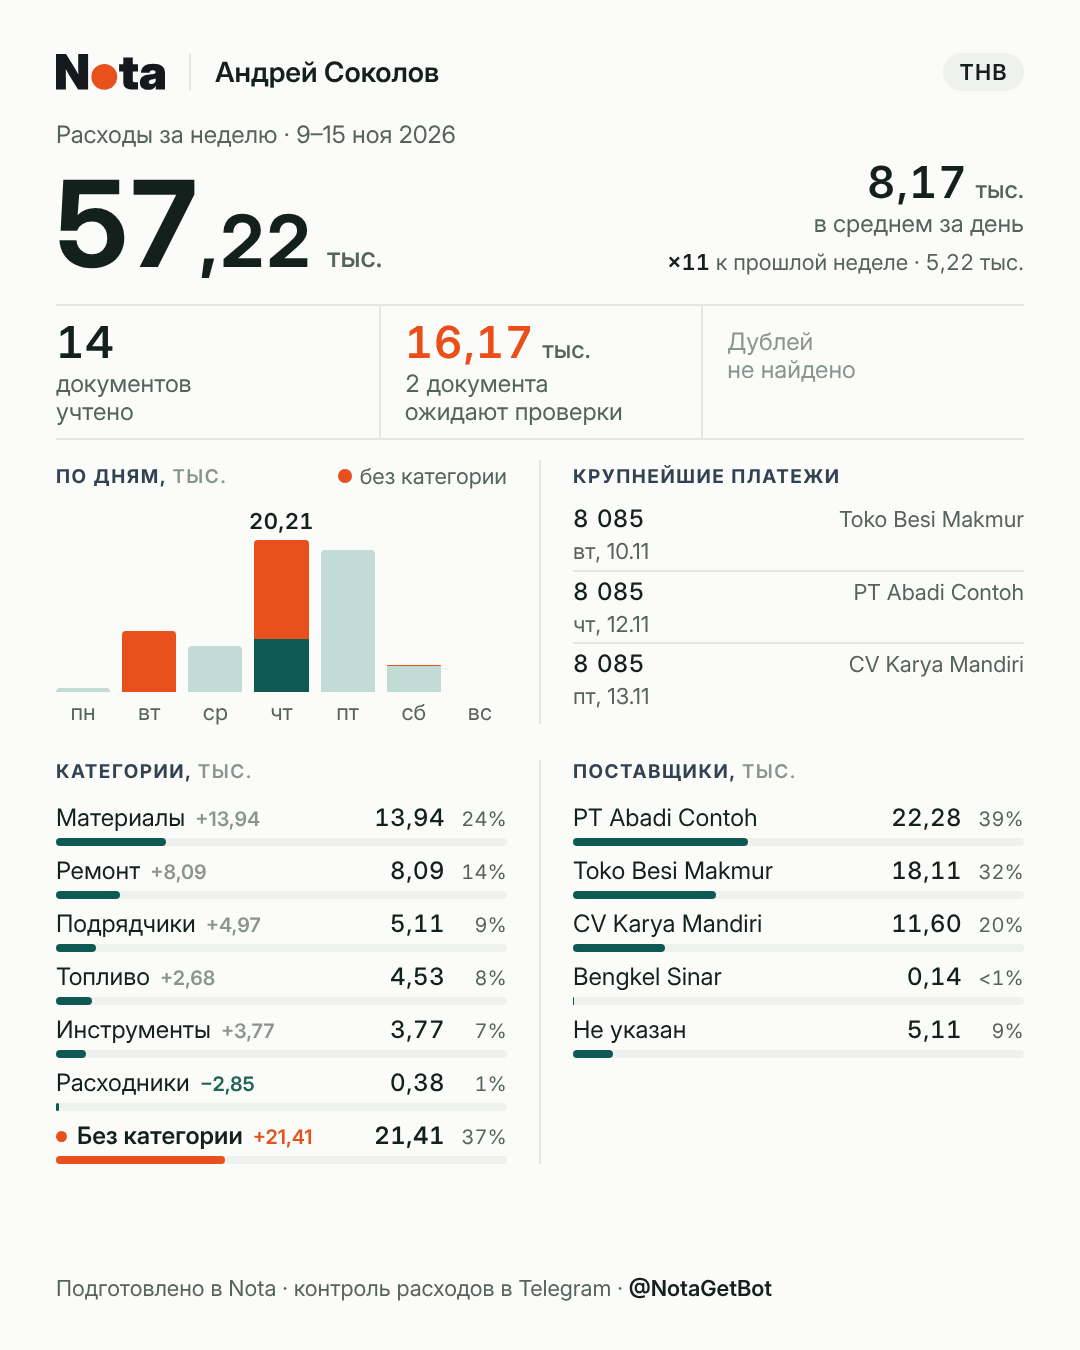 Nota
Андрей Соколов
THB
Расходы за неделю · 9–15 ноя 2026
57,22 тыс.
8,17 тыс.
в среднем за день
×11 к прошлой неделе · 5,22 тыс.
14
документов
учтено
16,17 тыс.
2 документа
ожидают проверки
Дублей
не найдено
ПО ДНЯМ, ТЫС.
без категории
20,21
пн вт ср чт пт сб вс
КРУПНЕЙШИЕ ПЛАТЕЖИ
8 085 Toko Besi Makmur
вт, 10.11
8 085 PT Abadi Contoh
чт, 12.11
8 085 CV Karya Mandiri
пт, 13.11
КАТЕГОРИИ, ТЫС.
Материалы +13,94 13,94 24%
Ремонт +8,09 8,09 14%
Подрядчики +4,97 5,11 9%
Топливо +2,68 4,53 8%
Инструменты +3,77 3,77 7%
Расходники −2,85 0,38 1%
Без категории +21,41 21,41 37%
ПОСТАВЩИКИ, ТЫС.
PT Abadi Contoh 22,28 39%
Toko Besi Makmur 18,11 32%
CV Karya Mandiri 11,60 20%
Bengkel Sinar 0,14 <1%
Не указан 5,11 9%
Подготовлено в Nota · контроль расходов в Telegram · @NotaGetBot